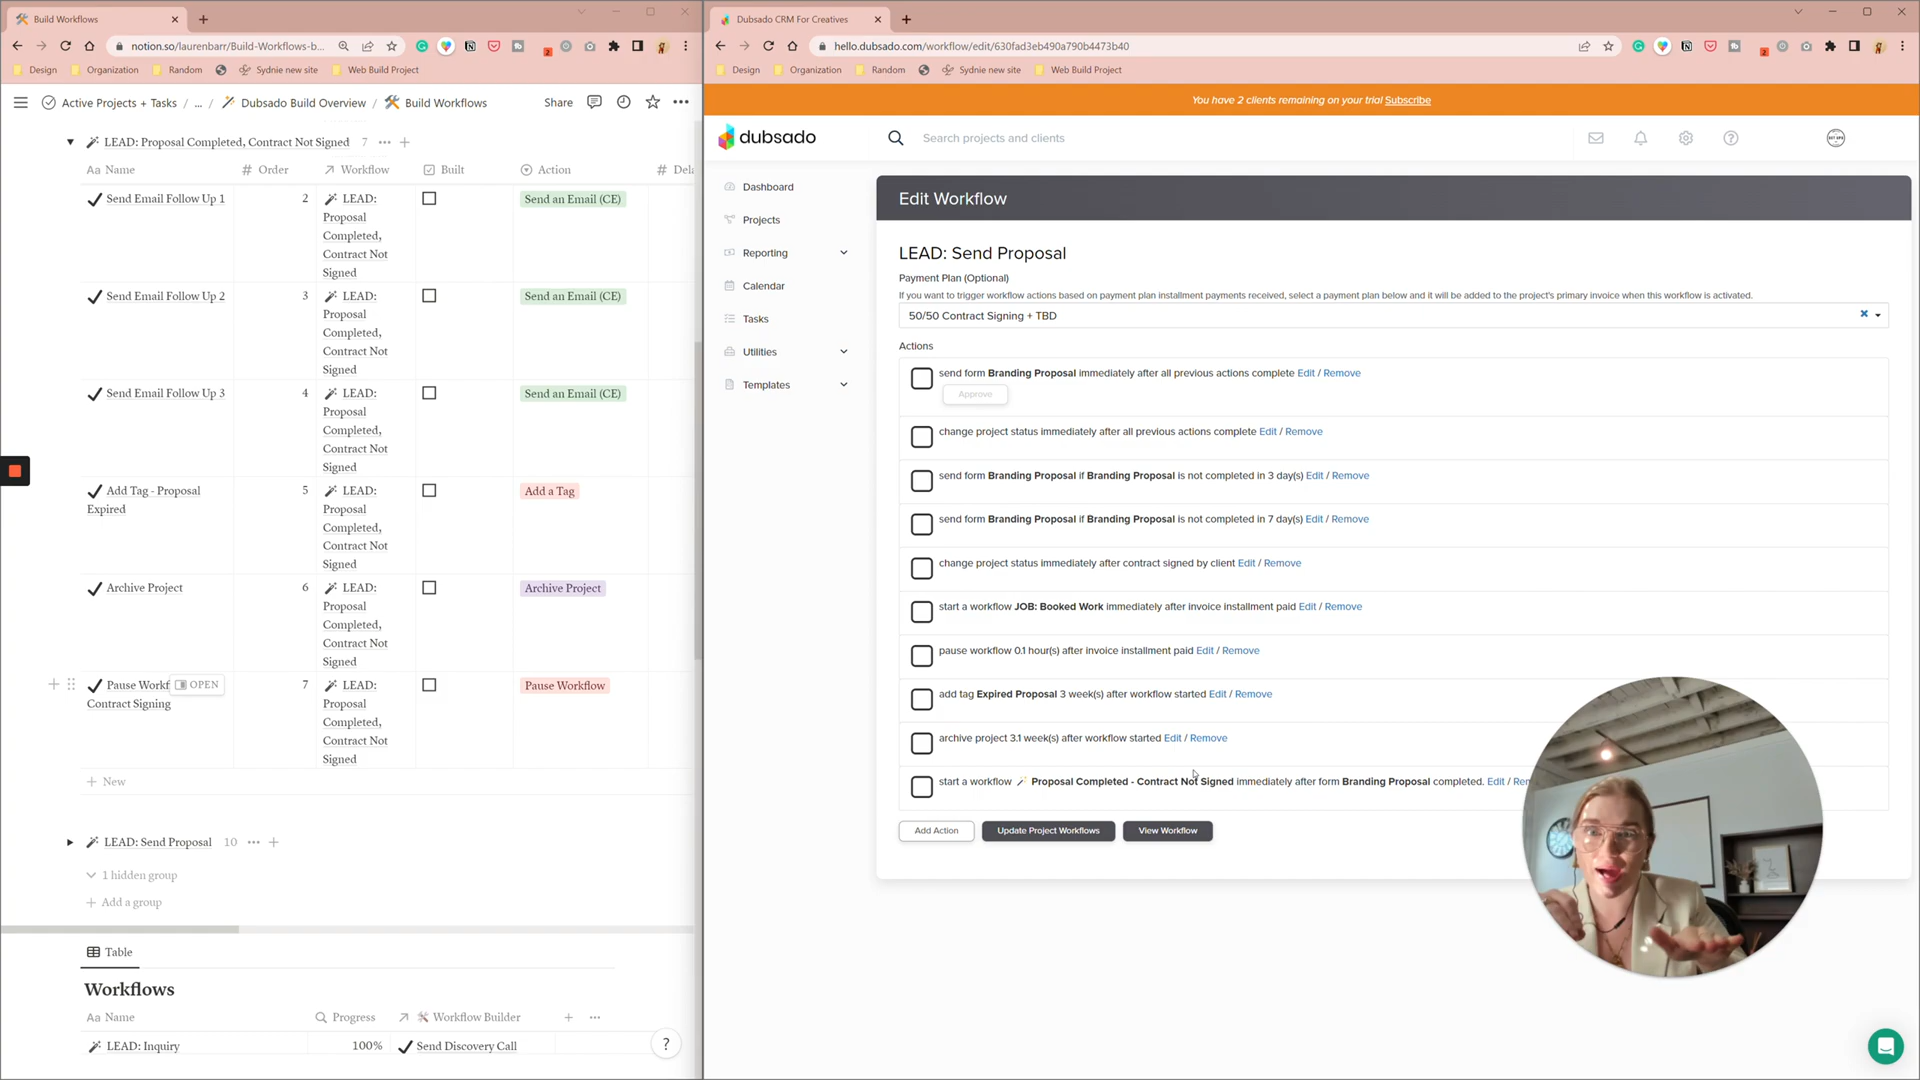 Build Workflows
notion.so/laurenbarr/Build-Workflows-b...
2
Design
Organization
Random
Sydnie new site
Web Build Project
Active Projects + Tasks / ... / Dubsado Build Overview / Build Workflows
Share
LEAD: Proposal Completed, Contract Not Signed 7
Aa Name
# Order
Workflow
Built
Action
# Dela
Send Email Follow Up 1
2
LEAD:
Proposal
Completed,
Contract Not
Signed
Send an Email (CE)
Send Email Follow Up 2
3
LEAD:
Proposal
Completed,
Contract Not
Signed
Send an Email (CE)
Send Email Follow Up 3
4
LEAD:
Proposal
Completed,
Contract Not
Signed
Send an Email (CE)
Add Tag - Proposal
Expired
5
LEAD:
Proposal
Completed,
Contract Not
Signed
Add a Tag
Archive Project
6
LEAD:
Proposal
Completed,
Contract Not
Signed
Archive Project
Pause Workf
OPEN
Contract Signing
7
LEAD:
Proposal
Completed,
Contract Not
Signed
Pause Workflow
+ New
LEAD: Send Proposal 10
1 hidden group
+ Add a group
Table
Workflows
Aa Name
Progress
Workflow Builder
LEAD: Inquiry
100%
Send Discovery Call
?
Dubsado CRM For Creatives
hello.dubsado.com/workflow/edit/630fad3eb490a790b4473b40
2
Design
Organization
Random
Sydnie new site
Web Build Project
You have 2 clients remaining on your trial Subscribe
dubsado
Search projects and clients
Dashboard
Projects
Reporting
Calendar
Tasks
Utilities
Templates
Edit Workflow
LEAD: Send Proposal
Payment Plan (Optional)
If you want to trigger workflow actions based on payment plan installment payments received, select a payment plan below and it will be added to the project's primary invoice when this workflow is activated.
50/50 Contract Signing + TBD
Actions
send form Branding Proposal immediately after all previous actions complete Edit / Remove
Approve
change project status immediately after all previous actions complete Edit / Remove
send form Branding Proposal if Branding Proposal is not completed in 3 day(s) Edit / Remove
send form Branding Proposal if Branding Proposal is not completed in 7 day(s) Edit / Remove
change project status immediately after contract signed by client Edit / Remove
start a workflow JOB: Booked Work immediately after invoice installment paid Edit / Remove
pause workflow 0.1 hour(s) after invoice installment paid Edit / Remove
add tag Expired Proposal 3 week(s) after workflow started Edit / Remove
archive project 3.1 week(s) after workflow started Edit / Remove
start a workflow Proposal Completed - Contract Not Signed immediately after form Branding Proposal completed. Edit / Rem
Add Action
Update Project Workflows
View Workflow